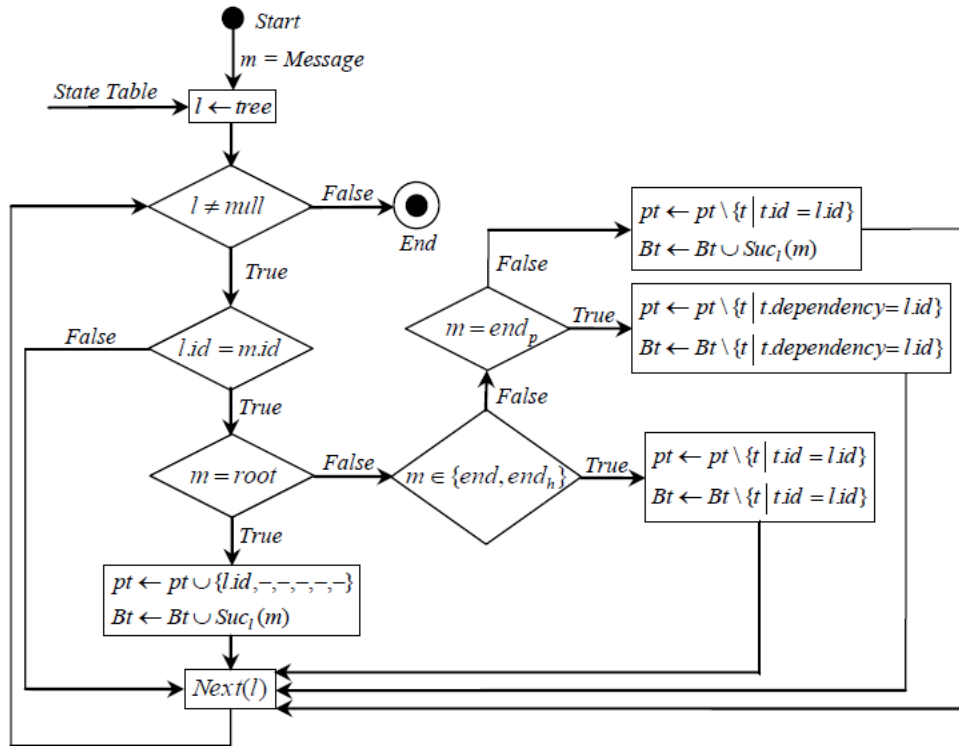 Start
m = Message
State Table
l ← tree
l ≠ null
False
End
True
pt ← pt \ {t | t.id = l.id}
Bt ← Bt ∪ Suc_l(m)
False
m = end_p
True
pt ← pt \ {t | t.dependency= l.id}
Bt ← Bt \ {t | t.dependency= l.id}
False
l.id = m.id
False
True
m = root
False
m ∈ {end, end_h}
True
pt ← pt \ {t | t.id = l.id}
Bt ← Bt \ {t | t.id = l.id}
True
pt ← pt ∪ {l.id,–,–,–,–,–}
Bt ← Bt ∪ Suc_l(m)
Next(l)